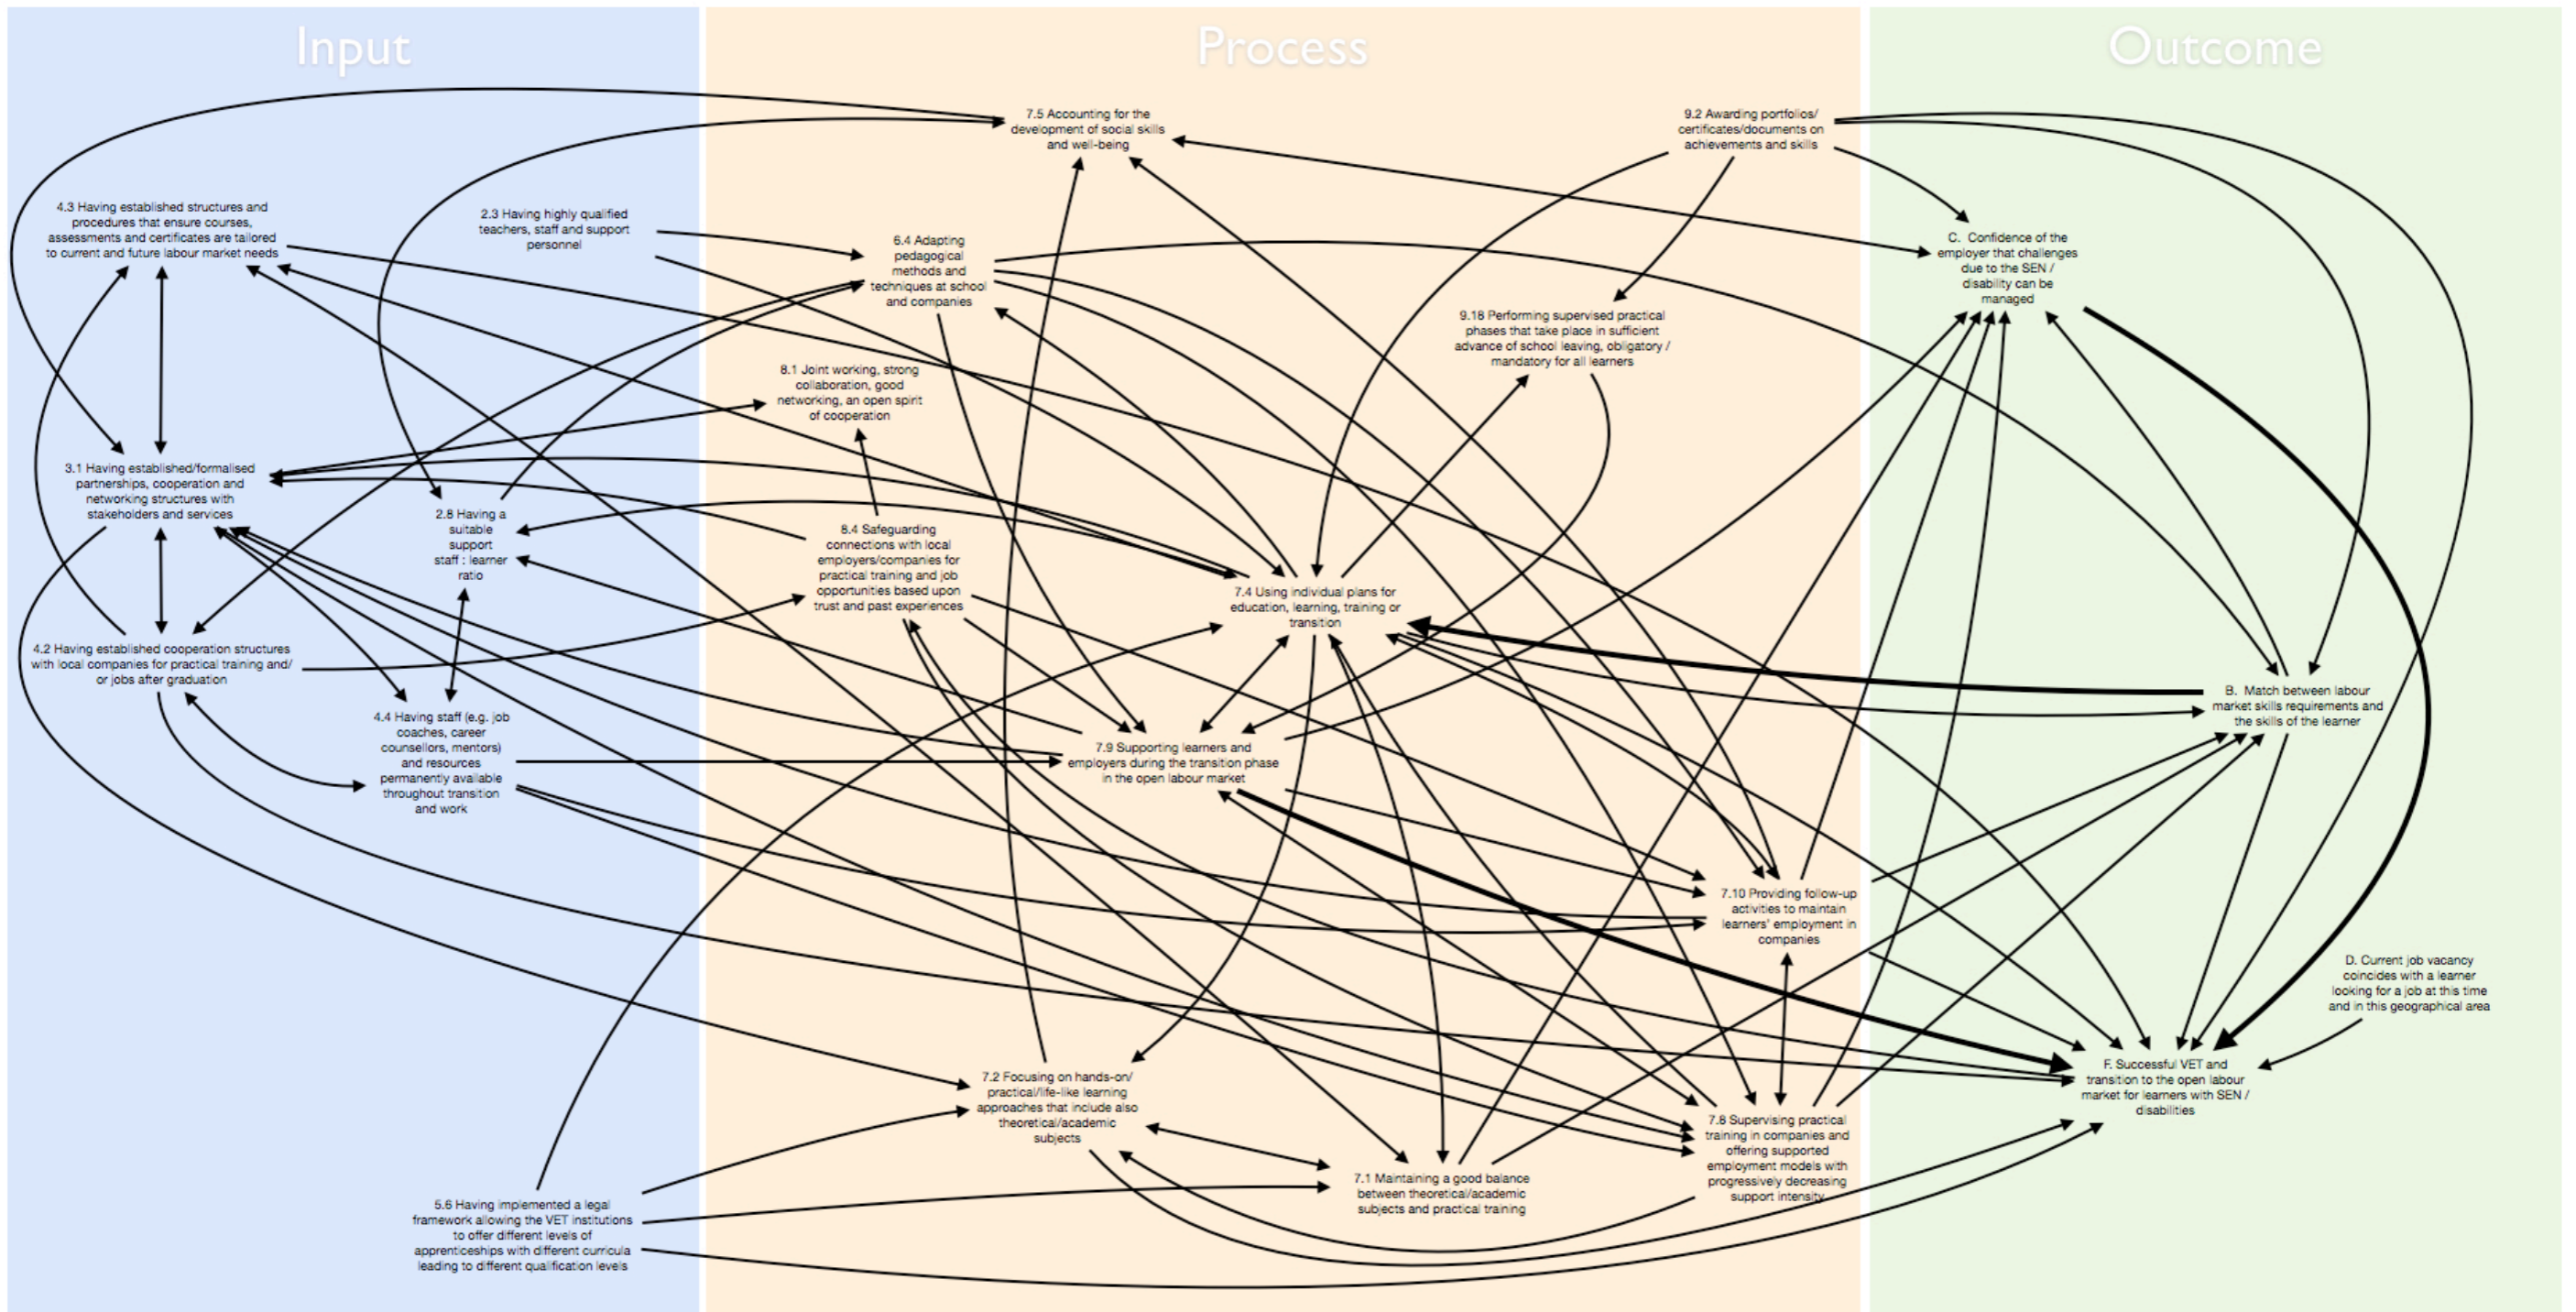 Input
Process
Outcome
4.3 Having established structures and
procedures that ensure courses,
assessments and certificates are tailored
to current and future labour market needs
2.3 Having highly qualified
teachers, staff and support
personnel
3.1 Having established/formalised
partnerships, cooperation and
networking structures with
stakeholders and services
2.8 Having a
suitable
support
staff : learner
ratio
4.2 Having established cooperation structures
with local companies for practical training and/
or jobs after graduation
4.4 Having staff (e.g. job
coaches, career
counsellors, mentors)
and resources
permanently available
throughout transition
and work
5.6 Having implemented a legal
framework allowing the VET institutions
to offer different levels of
apprenticeships with different curricula
leading to different qualification levels
7.5 Accounting for the
development of social skills
and well-being
9.2 Awarding portfolios/
certificates/documents on
achievements and skills
6.4 Adapting
pedagogical
methods and
techniques at school
and companies
9.18 Performing supervised practical
phases that take place in sufficient
advance of school leaving, obligatory /
mandatory for all learners
8.1 Joint working, strong
collaboration, good
networking, an open spirit
of cooperation
8.4 Safeguarding
connections with local
employers/companies for
practical training and job
opportunities based upon
trust and past experiences
7.4 Using individual plans for
education, learning, training or
transition
7.9 Supporting learners and
employers during the transition phase
in the open labour market
7.10 Providing follow-up
activities to maintain
learners' employment in
companies
7.2 Focusing on hands-on/
practical/life-like learning
approaches that include also
theoretical/academic
subjects
7.1 Maintaining a good balance
between theoretical/academic
subjects and practical training
7.8 Supervising practical
training in companies and
offering supported
employment models with
progressively decreasing
support intensity
C. Confidence of the
employer that challenges
due to the SEN /
disability can be
managed
B. Match between labour
market skills requirements and
the skills of the learner
D. Current job vacancy
coincides with a learner
looking for a job at this time
and in this geographical area
F. Successful VET and
transition to the open labour
market for learners with SEN /
disabilities